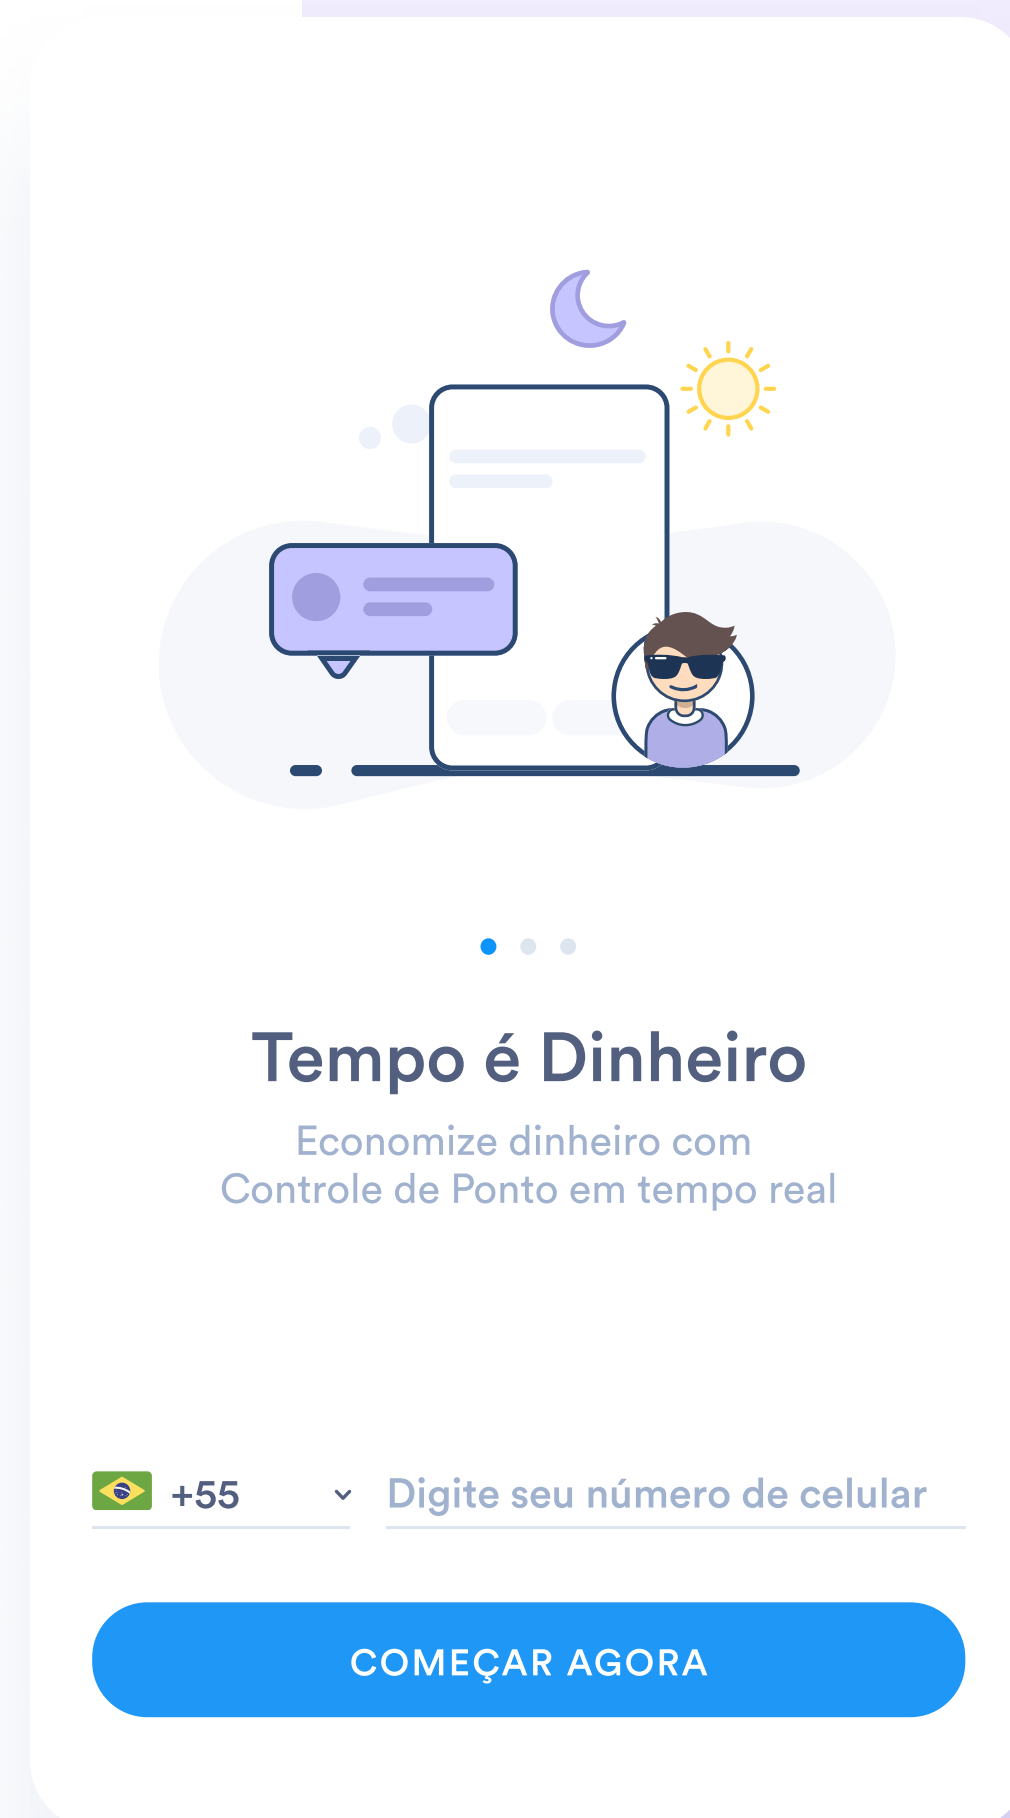 Tempo é Dinheiro
Economize dinheiro com
Controle de Ponto em tempo real
+55 Digite seu número de celular
COMEÇAR AGORA